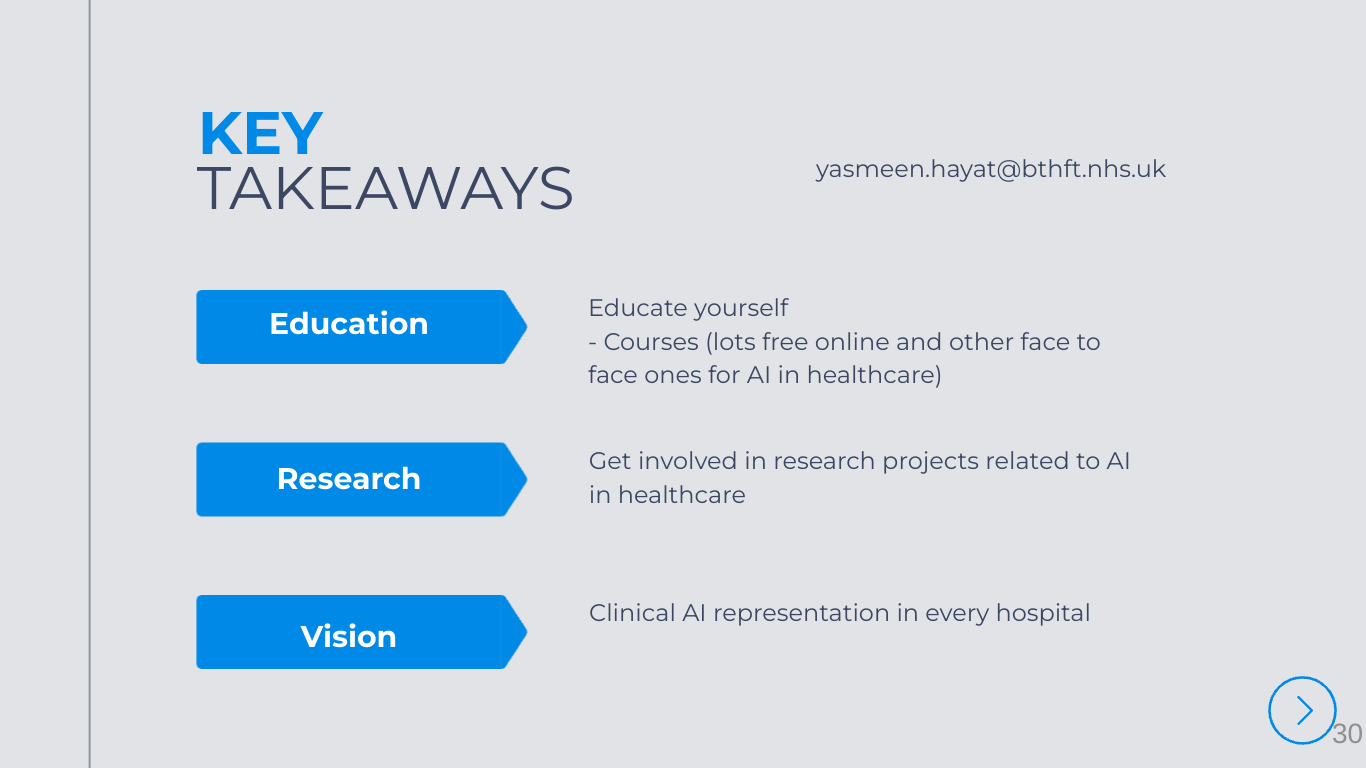 KEY
TAKEAWAYS
yasmeen.hayat@bthft.nhs.uk
Education
Educate yourself
- Courses (lots free online and other face to
face ones for AI in healthcare)
Research
Get involved in research projects related to AI
in healthcare
Vision
Clinical AI representation in every hospital
30